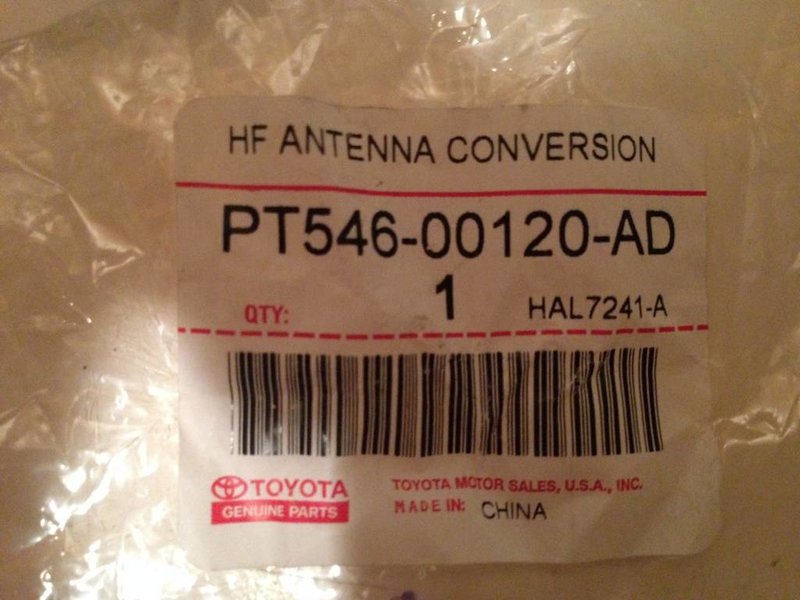 HF ANTENNA CONVERSION
PT546-00120-AD
QTY: 1 HAL7241-A
TOYOTA
GENUINE PARTS
TOYOTA MOTOR SALES, U.S.A., INC.
MADE IN: CHINA